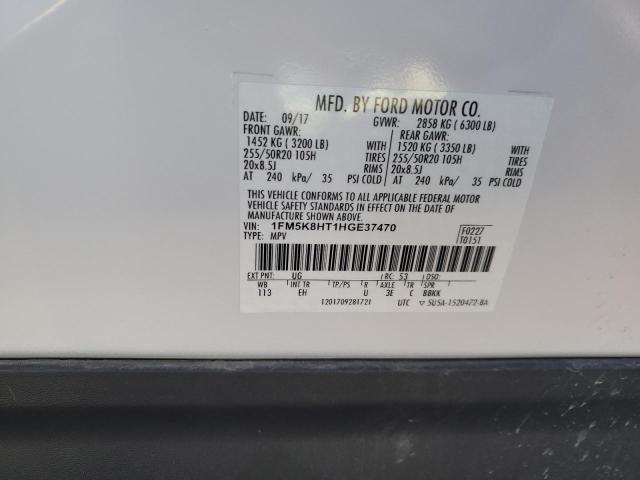 MFD. BY FORD MOTOR CO.
DATE: 09/17 GVWR: 2858 KG ( 6300 LB)
FRONT GAWR: REAR GAWR:
1452 KG ( 3200 LB) 1520 KG ( 3350 LB)
255/50R20 105H TIRES 255/50R20 105H TIRES
20x8.5J RIMS 20x8.5J RIMS
AT 240 kPa/ 35 PSI COLD AT 240 kPa/ 35 PSI COLD
THIS VEHICLE CONFORMS TO ALL APPLICABLE FEDERAL MOTOR
VEHICLE SAFETY STANDARDS IN EFFECT ON THE DATE OF
MANUFACTURE SHOWN ABOVE.
VIN: 1FM5K8HT1HGE37470 F0227
TYPE: MPV T0151
EXT PNT: UG RC: 53 DSO:
WB INT TR TP/PS R AXLE TR SPR
113 EH U 3E C BBKK
1201709281721 UTC ▽ 5U5A-1520472-BA